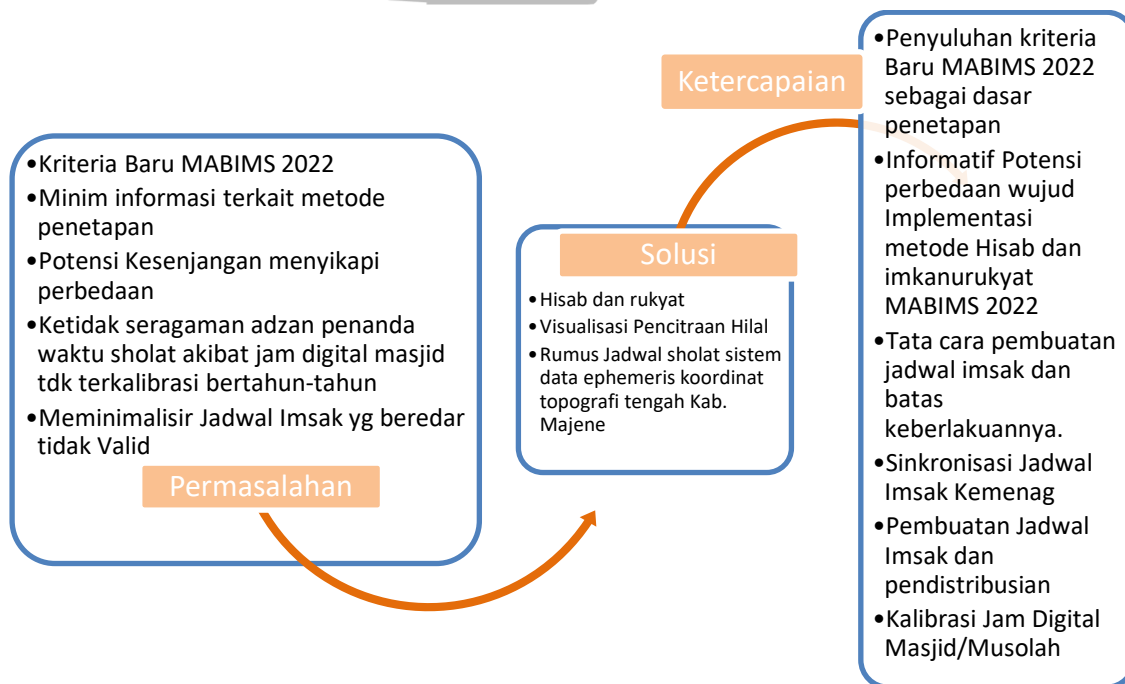 •Kriteria Baru MABIMS 2022
•Minim informasi terkait metode
penetapan
•Potensi Kesenjangan menyikapi
perbedaan
•Ketidak seragaman adzan penanda
waktu sholat akibat jam digital masjid
tdk terkalibrasi bertahun-tahun
•Meminimalisir Jadwal Imsak yg beredar
tidak Valid
Permasalahan
Solusi
•Hisab dan rukyat
•Visualisasi Pencitraan Hilal
•Rumus Jadwal sholat sistem
data ephemeris koordinat
topografi tengah Kab.
Majene
Ketercapaian
•Penyuluhan kriteria
Baru MABIMS 2022
sebagai dasar
penetapan
•Informatif Potensi
perbedaan wujud
Implementasi
metode Hisab dan
imkanurukyat
MABIMS 2022
•Tata cara pembuatan
jadwal imsak dan
batas
keberlakuannya.
•Sinkronisasi Jadwal
Imsak Kemenag
•Pembuatan Jadwal
Imsak dan
pendistribusian
•Kalibrasi Jam Digital
Masjid/Musolah